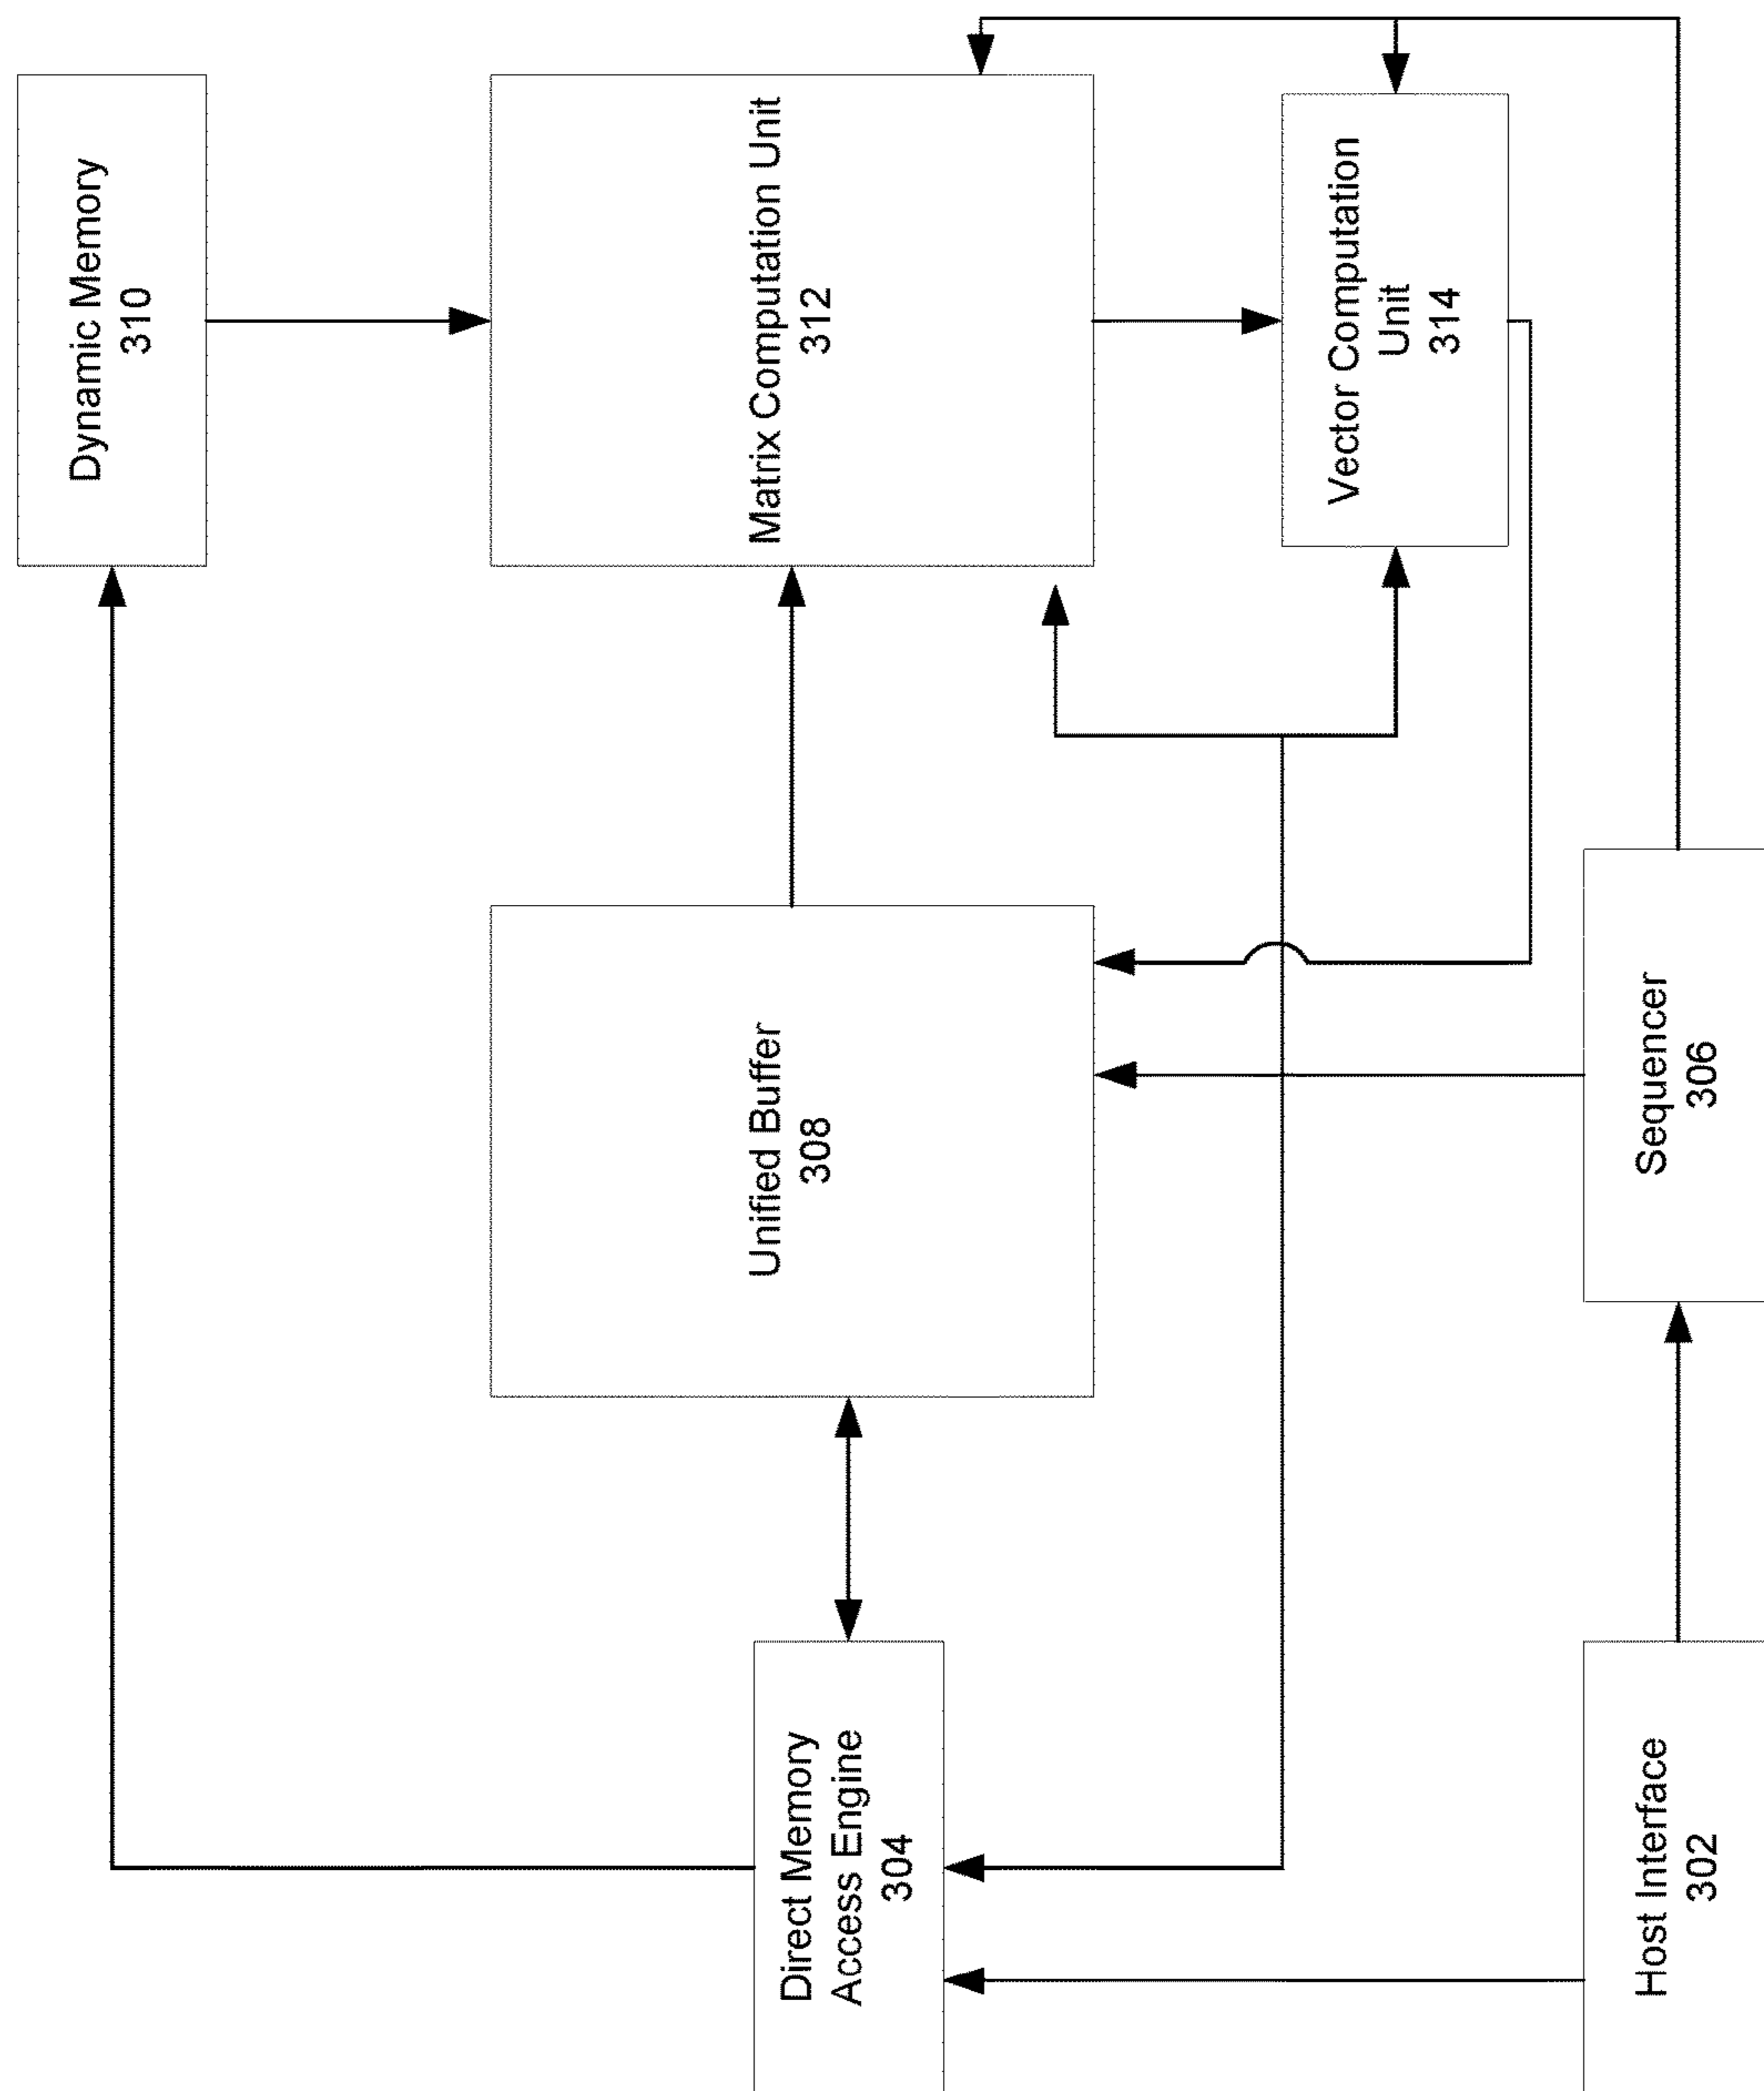 Dynamic Memory
310
Matrix Computation Unit
312
Vector Computation
Unit
314
Unified Buffer
308
Sequencer
306
Direct Memory
Access Engine
304
Host Interface
302